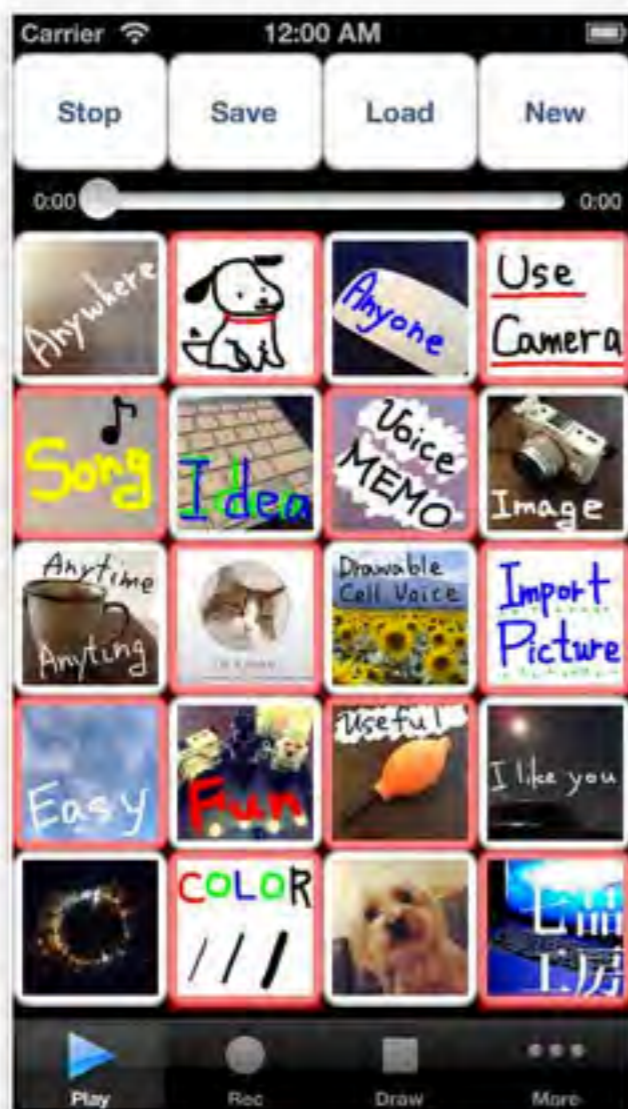 Carrier 12:00 AM
Stop Save Load New
0:00 0:00
Anywhere
Anyone
Use
Camera
Song
Idea
Voice
MEMO
Image
Anytime
Anyting
Drawable
Cell Voice
Import
Picture
Easy
Fun
Useful
I like you
COLOR
工房
Play Rec Draw More